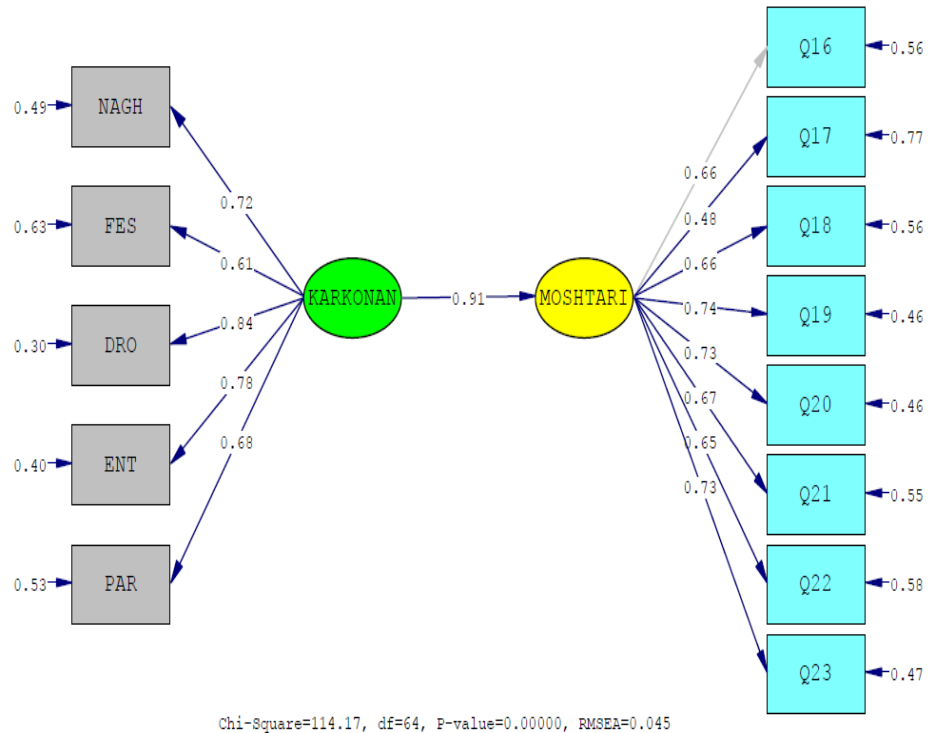 0.49 NAGH
0.63 FES
0.30 DRO
0.40 ENT
0.53 PAR
0.72
0.61
0.84
0.78
0.68
KARKONAN
0.91
MOSHTARI
0.66
0.48
0.66
0.74
0.73
0.67
0.65
0.73
Q16 0.56
Q17 0.77
Q18 0.56
Q19 0.46
Q20 0.46
Q21 0.55
Q22 0.58
Q23 0.47
Chi-Square=114.17, df=64, P-value=0.00000, RMSEA=0.045